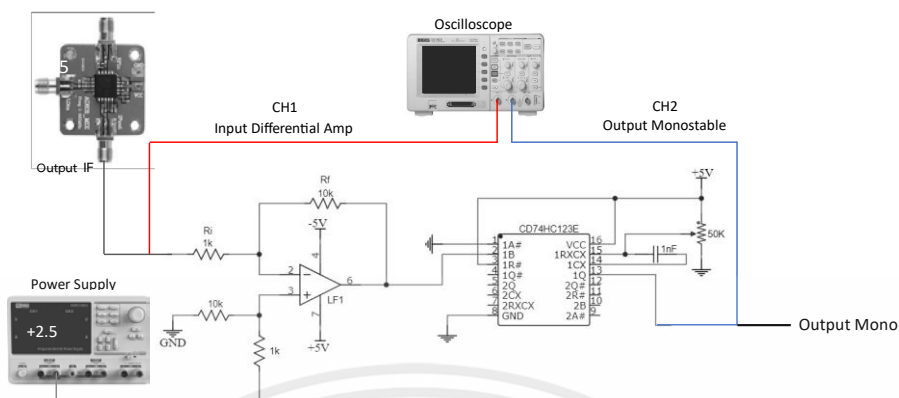 Oscilloscope
5
CH1
Input Differential Amp
CH2
Output Monostable
Output IF
Rf
10k
+5V
-5V
CD74HC123E
Ri
1k
50K
1nF
1 1A# VCC 16
2 1B 1RXCX 15
3 1R# 1CX 14
4 1Q# 1Q 13
5 2Q 2Q# 12
6 2CX 2R# 11
7 2RXCX 2B 10
8 GND 2A# 9
4
2
3
6
7
LF1
Power Supply
+2.5
10k
GND
+5V
1k
Output Mono